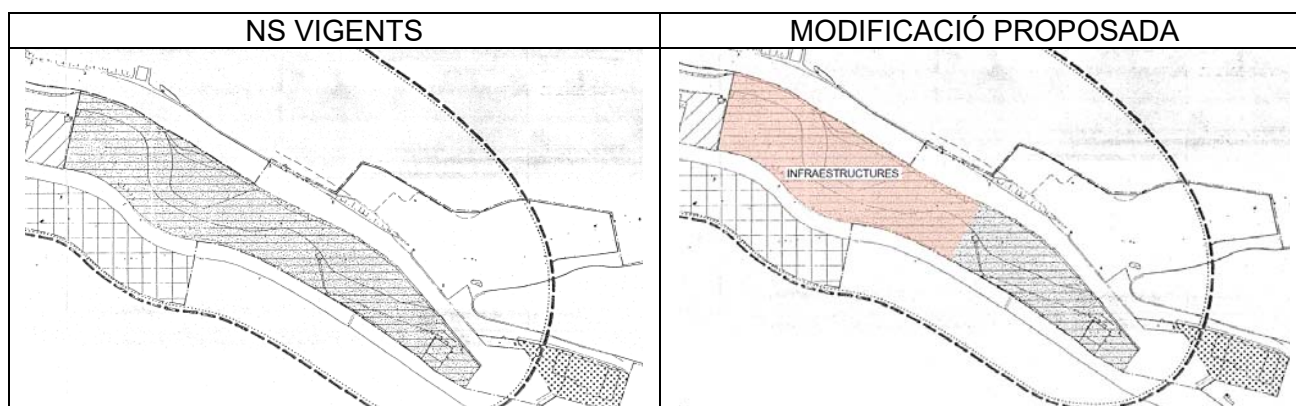 NS VIGENTS
MODIFICACIÓ PROPOSADA
INFRAESTRUCTURES